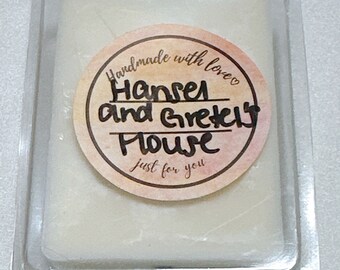 Handmade with love♡
Hansel
and Gretel's
House
just for you